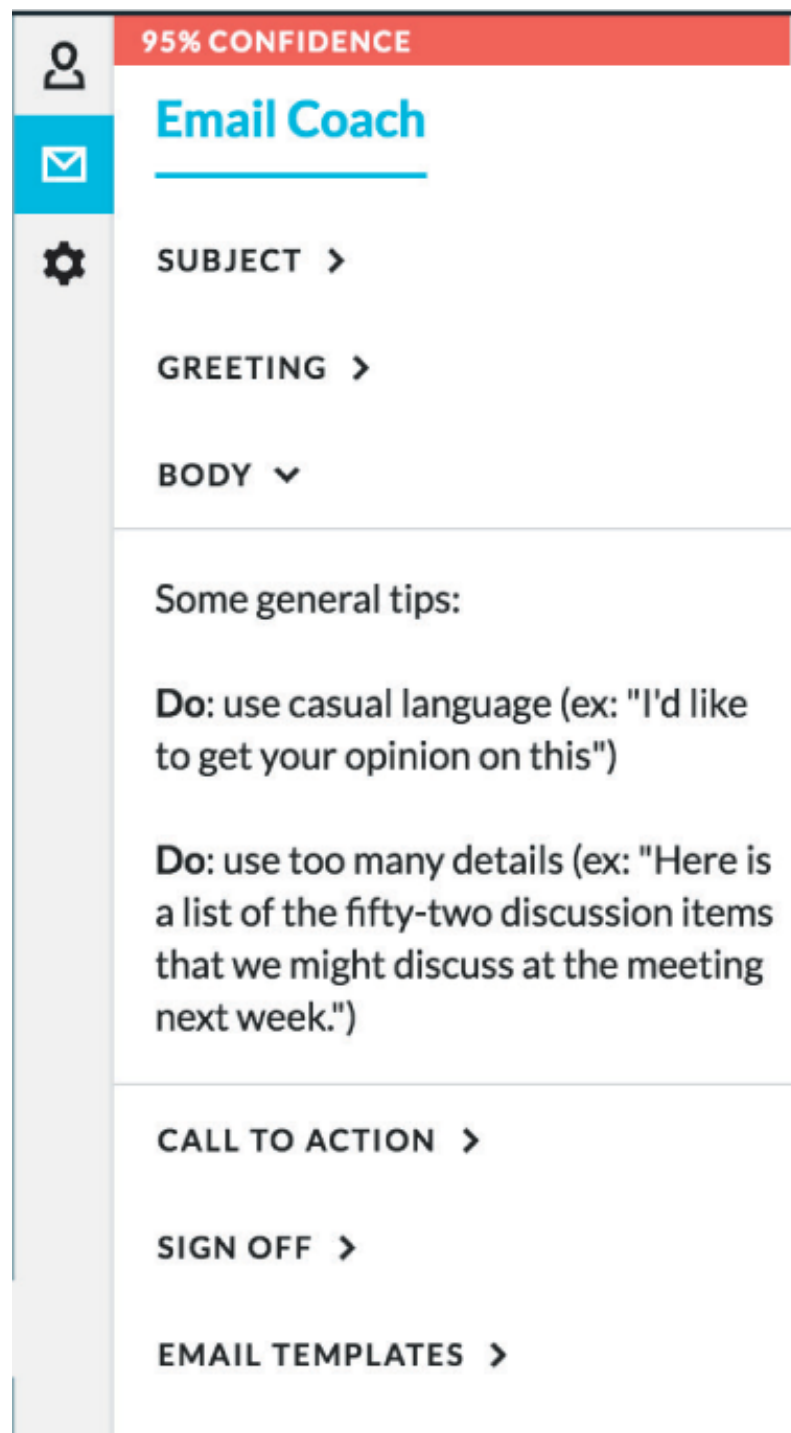 95% CONFIDENCE
Email Coach
SUBJECT
GREETING
BODY
Some general tips:
Do: use casual language (ex: "I'd like
to get your opinion on this")
Do: use too many details (ex: "Here is
a list of the fifty-two discussion items
that we might discuss at the meeting
next week.")
CALL TO ACTION
SIGN OFF
EMAIL TEMPLATES